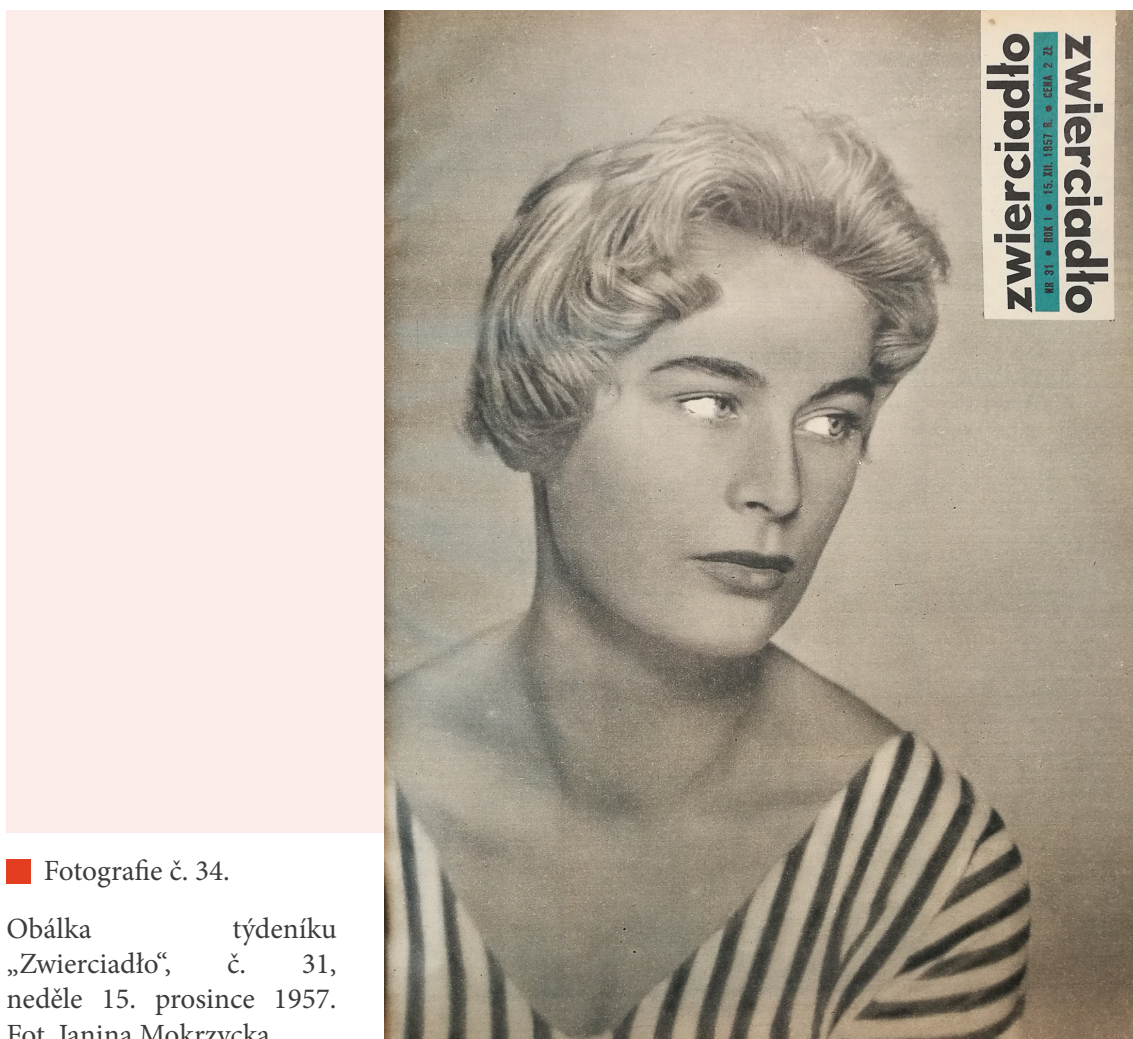 zwierciadło
NR 31 • ROK I • 15. XII. 1957 R. • CENA 2 ZŁ
zwierciadło
Fotografie č. 34.
Obálka týdeníku
„Zwierciadło“, č. 31,
neděle 15. prosince 1957.
Fot. Janina Mokrzycka